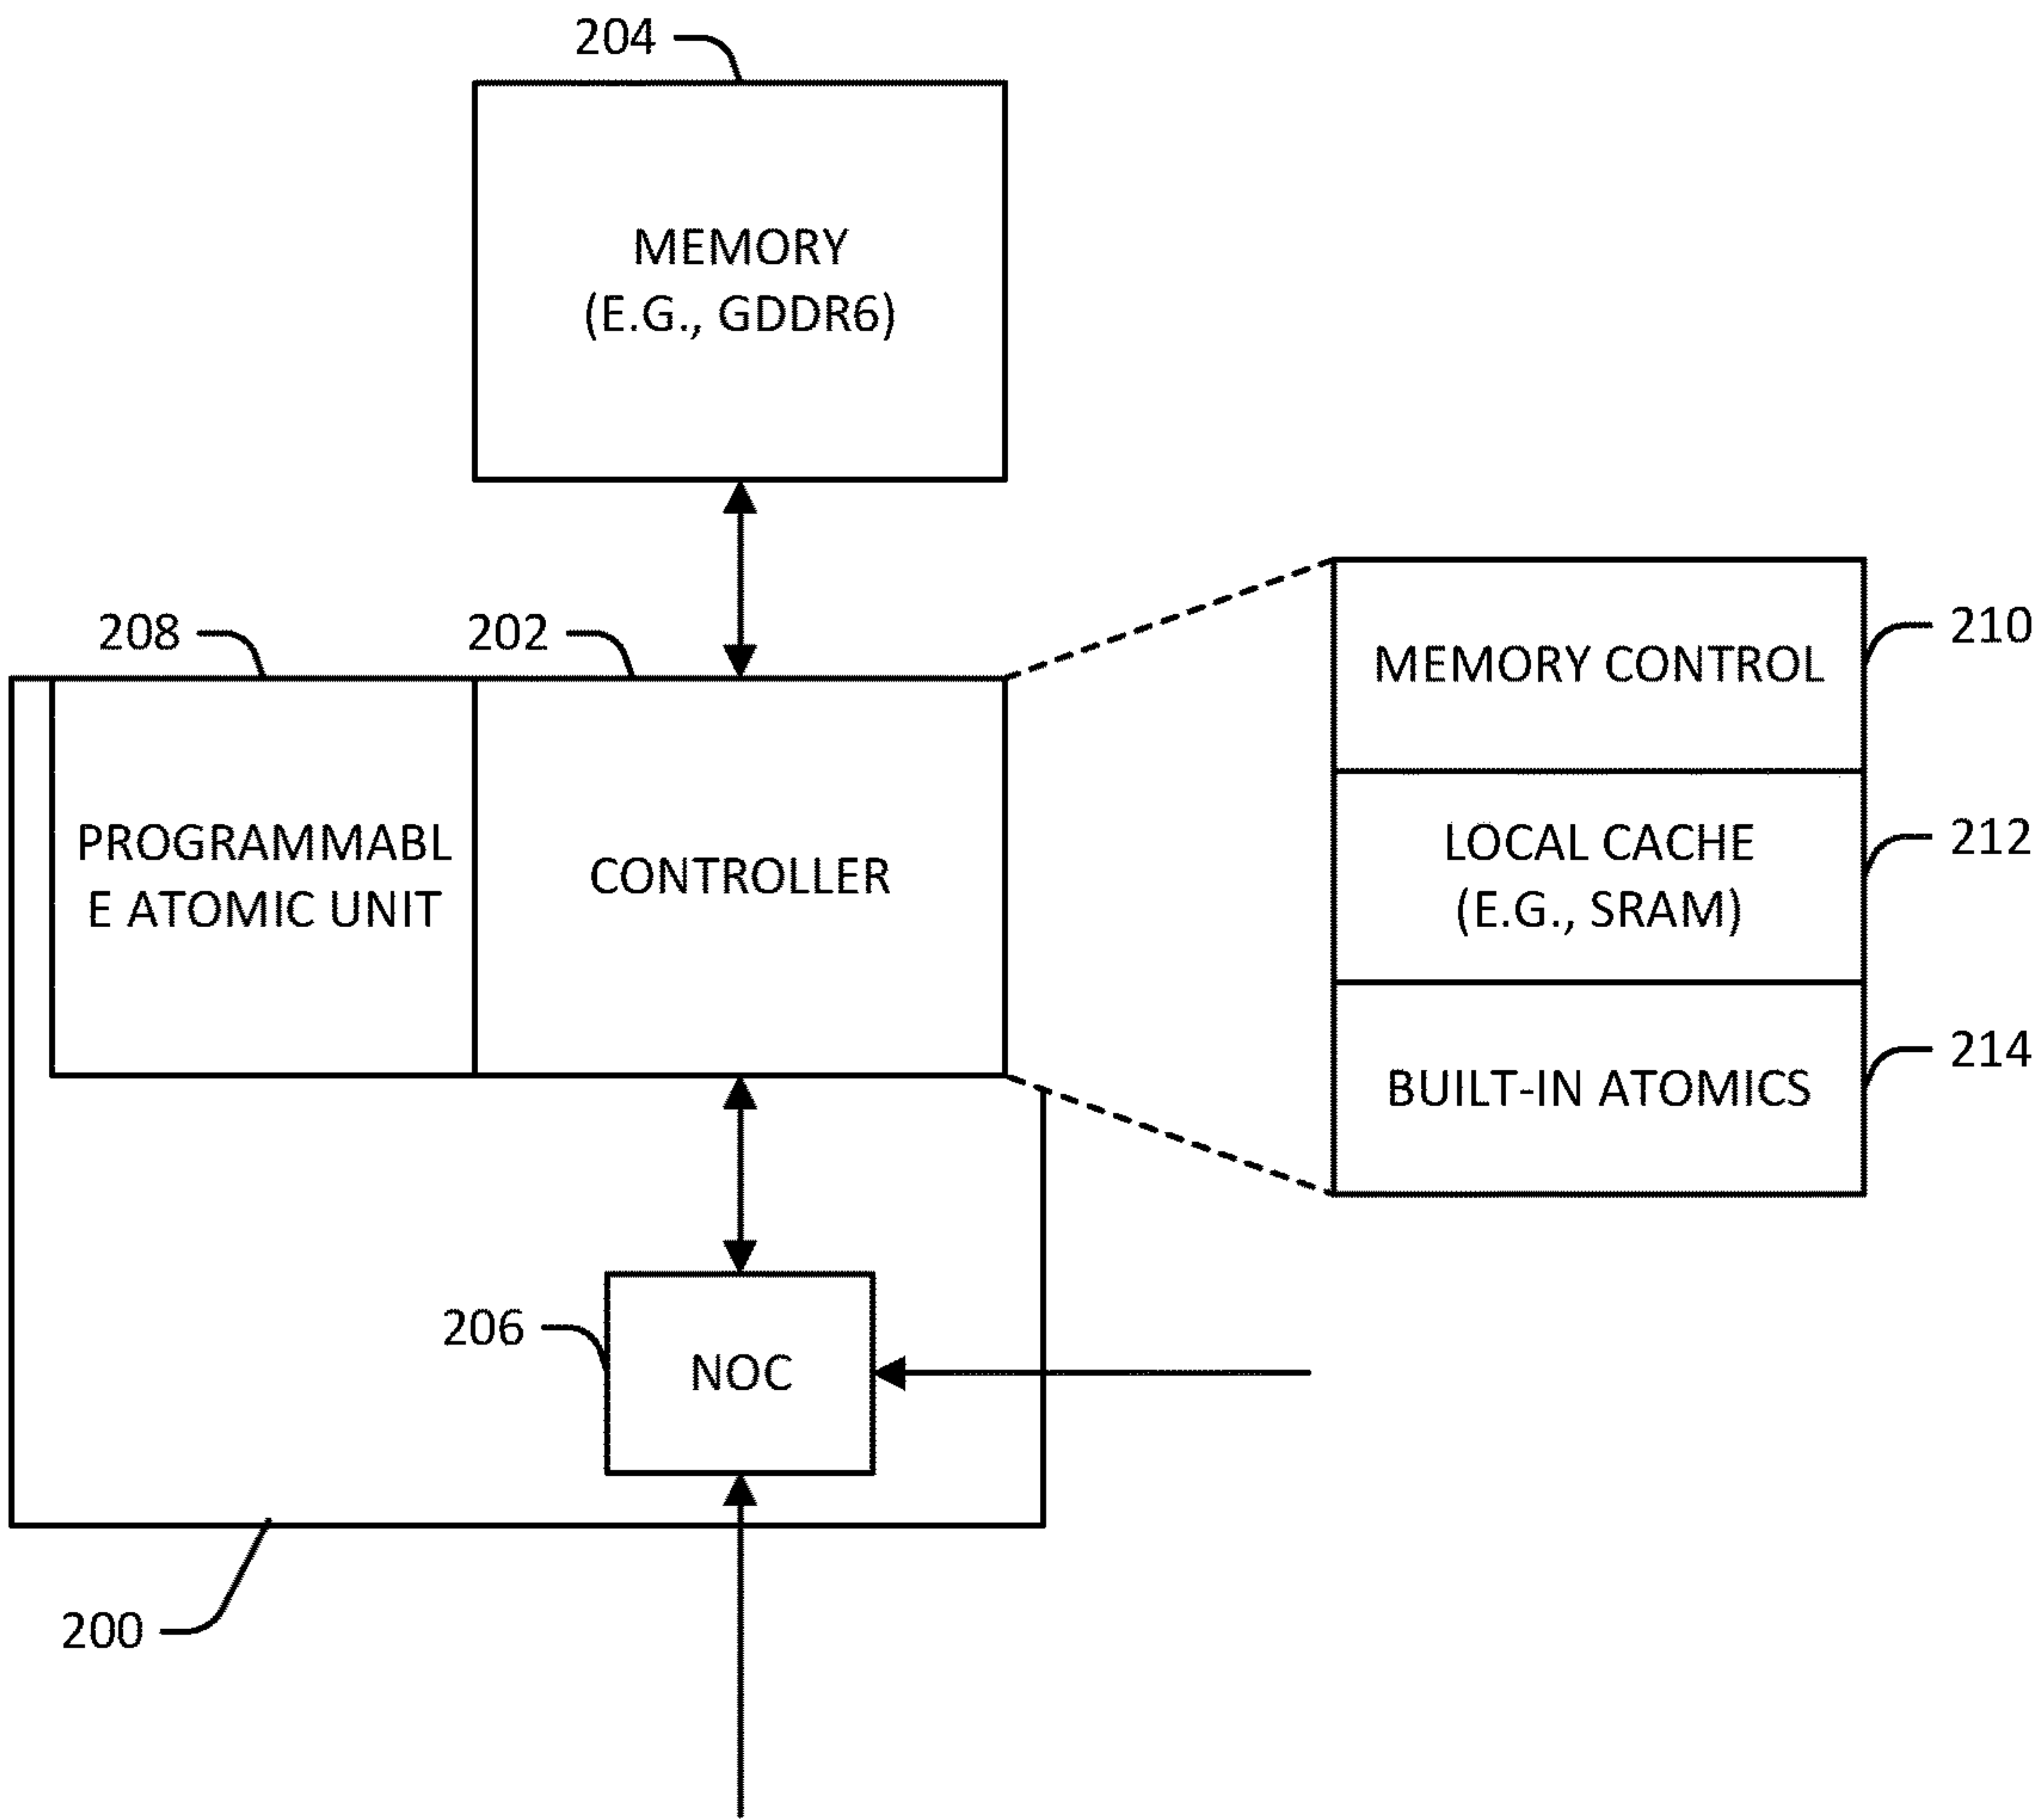 204
MEMORY
(E.G., GDDR6)
208
202
210
MEMORY CONTROL
PROGRAMMABL
E ATOMIC UNIT
CONTROLLER
LOCAL CACHE
(E.G., SRAM)
212
BUILT-IN ATOMICS
214
206
NOC
200